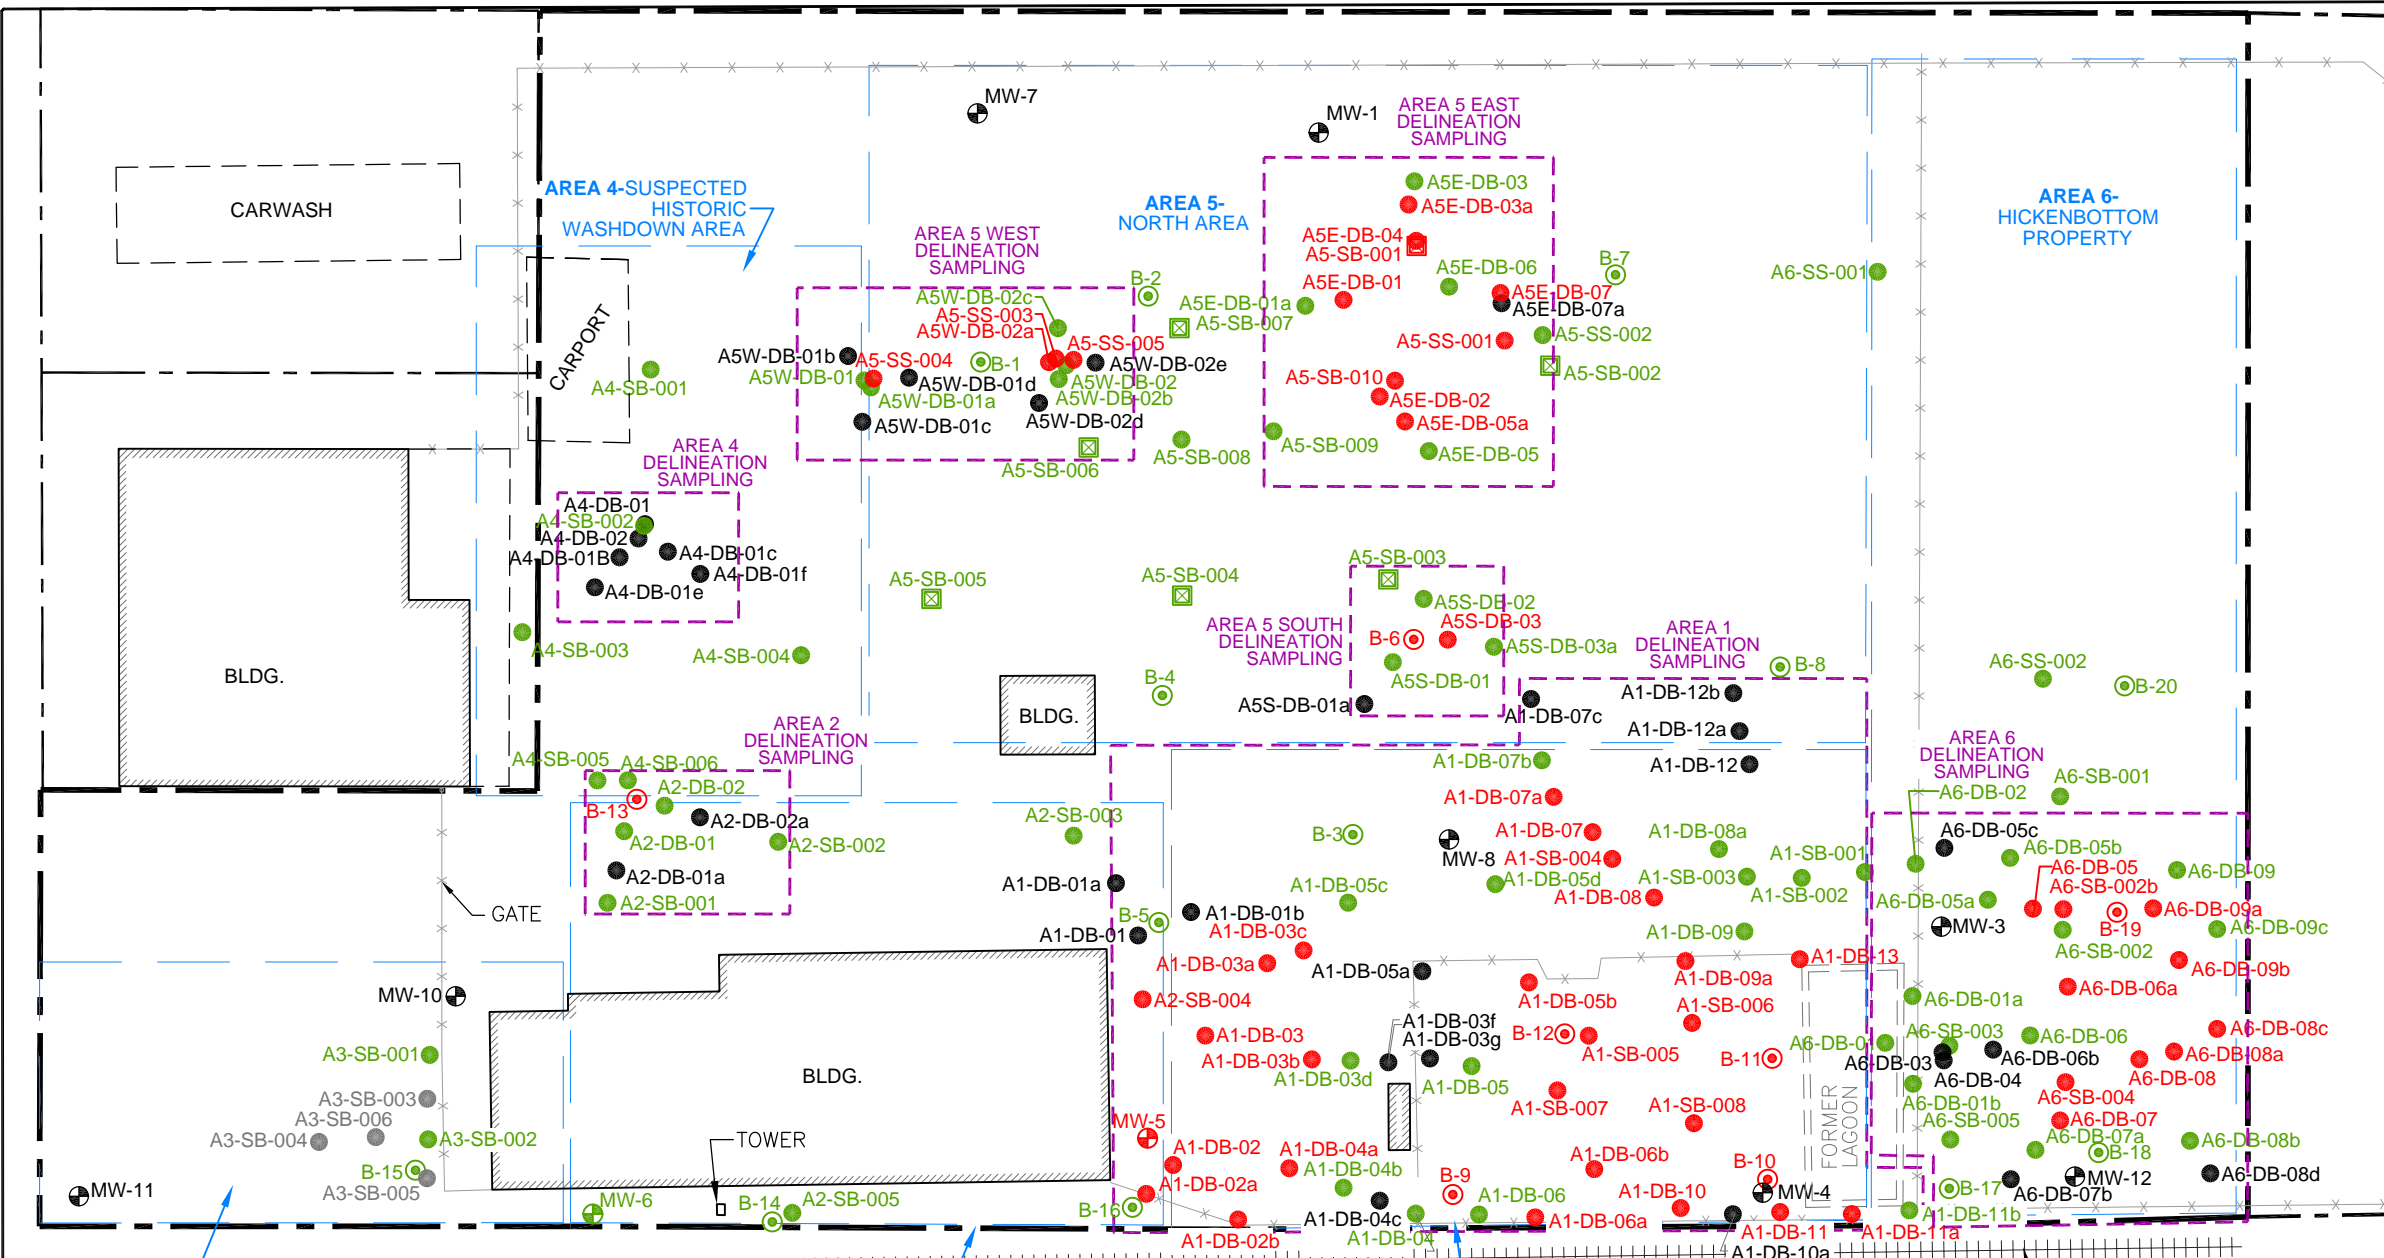 MW-7
MW-1
AREA 5 EAST
DELINEATION
SAMPLING
CARWASH
AREA 4-SUSPECTED
HISTORIC
WASHDOWN AREA
AREA 5-
NORTH AREA
AREA 6-
HICKENBOTTOM
PROPERTY
A5E-DB-03
A5E-DB-03a
A5E-DB-04
A5-SB-001
A5E-DB-01
A5E-DB-06
B-7
A6-SS-001
AREA 5 WEST
DELINEATION
SAMPLING
B-2
A5E-DB-01a
A5-SB-007
A5E-DB-07
A5E-DB-07a
A5-SS-002
A5-SS-001
A5-SB-002
A5W-DB-02c
A5-SS-003
A5W-DB-02a
A5-SS-005
A5W-DB-02e
A5W-DB-01b
A5-SS-004
A5W-DB-01
B-1
A5W-DB-01d
A5W-DB-01a
A5W-DB-02
A5W-DB-02b
A5W-DB-02d
A5W-DB-01c
A5-SB-006
A5-SB-008
A5-SB-009
A5-SB-010
A5E-DB-02
A5E-DB-05a
A5E-DB-05
CARPORT
A4-SB-001
AREA 4
DELINEATION
SAMPLING
A4-DB-01
A4-SB-002
A4-DB-02
A4-DB-01B
A4-DB-01c
A4-DB-01f
A4-DB-01e
A4-SB-003
A4-SB-004
A5-SB-005
A5-SB-004
A5-SB-003
AREA 5 SOUTH
DELINEATION
SAMPLING
A5S-DB-02
A5S-DB-03
B-6
A5S-DB-03a
A5S-DB-01
A5S-DB-01a
AREA 1
DELINEATION
SAMPLING
B-8
A6-SS-002
B-20
BLDG.
B-4
BLDG.
A1-DB-07c
A1-DB-12b
A1-DB-12a
A1-DB-12
AREA 2
DELINEATION
SAMPLING
A4-SB-005
A4-SB-006
A2-DB-02
B-13
A2-DB-02a
A2-DB-01
A2-SB-002
A2-DB-01a
A2-SB-001
A2-SB-003
A1-DB-07b
A1-DB-07a
A1-DB-07
B-3
MW-8
A1-SB-004
A1-DB-08a
A1-SB-001
A1-DB-05d
A1-DB-05c
A1-DB-08
A1-SB-003
A1-SB-002
AREA 6
DELINEATION
SAMPLING
A6-SB-001
A6-DB-02
A6-DB-05c
A6-DB-05b
A6-DB-05
A6-SB-002b
A6-DB-09
A6-DB-05a
A6-DB-09a
MW-3
B-19
A6-DB-09c
A6-SB-002
A6-DB-09b
A6-DB-06a
GATE
A1-DB-01a
A1-DB-01b
B-5
A1-DB-01
A1-DB-03c
A1-DB-03a
A1-DB-05a
A1-DB-09
A1-DB-13
A1-DB-09a
A1-DB-05b
A1-SB-006
A2-SB-004
MW-10
A1-DB-03
A1-DB-03b
A1-DB-03d
A1-DB-03f
A1-DB-03g
A1-DB-05
B-12
A1-SB-005
B-11
A6-DB-01a
A6-SB-003
A6-DB-0
A6-DB-03
A6-DB-04
A6-DB-06
A6-DB-06b
A6-DB-08c
A6-DB-08a
A6-DB-08
A6-DB-01b
A6-SB-005
A6-SB-004
A6-DB-07
A6-DB-07a
A6-DB-08b
B-18
A3-SB-001
BLDG.
A3-SB-003
A3-SB-006
A3-SB-004
A3-SB-002
B-15
A3-SB-005
TOWER
MW-5
A1-DB-02
A1-DB-04a
A1-DB-04b
A1-DB-02a
A1-SB-007
A1-SB-008
A1-DB-06b
B-10
B-9
FORMER
LAGOON
MW-4
B-17
MW-12
A6-DB-07b
A6-DB-08d
MW-11
MW-6
B-14
A2-SB-005
B-16
A1-DB-02b
A1-DB-04c
A1-DB-04
A1-DB-06
A1-DB-06a
A1-DB-10
A1-DB-11
A1-DB-11a
A1-DB-11b
A1-DB-10a